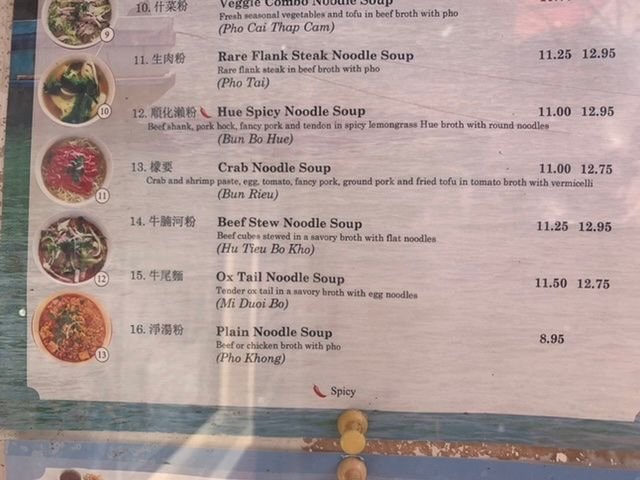 10. 什菜粉 Veggie Combo Noodle Soup
Fresh seasonal vegetables and tofu in beef broth with pho
(Pho Cai Thap Cam)
9
11. 生肉粉 Rare Flank Steak Noodle Soup 11.25 12.95
Rare flank steak in beef broth with pho
(Pho Tai)
10
12. 順化瀨粉 Hue Spicy Noodle Soup 11.00 12.95
Beef shank, pork hock, fancy pork and tendon in spicy lemongrass Hue broth with round noodles
(Bun Bo Hue)
13. 檬要 Crab Noodle Soup 11.00 12.75
Crab and shrimp paste, egg, tomato, fancy pork, ground pork and fried tofu in tomato broth with vermicelli
(Bun Rieu)
11
14. 牛腩河粉 Beef Stew Noodle Soup 11.25 12.95
Beef cubes stewed in a savory broth with flat noodles
(Hu Tieu Bo Kho)
12
15. 牛尾麵 Ox Tail Noodle Soup 11.50 12.75
Tender ox tail in a savory broth with egg noodles
(Mi Duoi Bo)
16. 淨湯粉 Plain Noodle Soup 8.95
Beef or chicken broth with pho
(Pho Khong)
13
Spicy